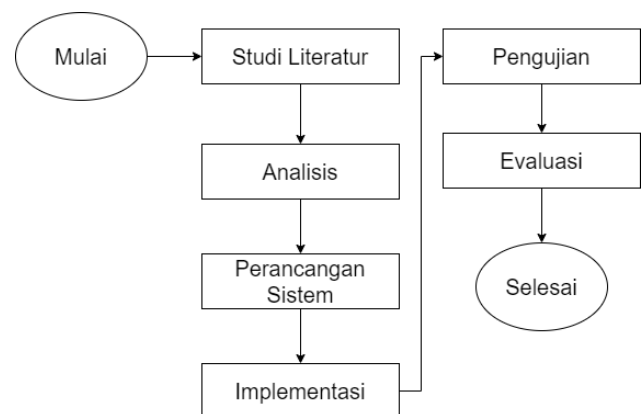 Mulai
Studi Literatur
Analisis
Perancangan
Sistem
Implementasi
Pengujian
Evaluasi
Selesai